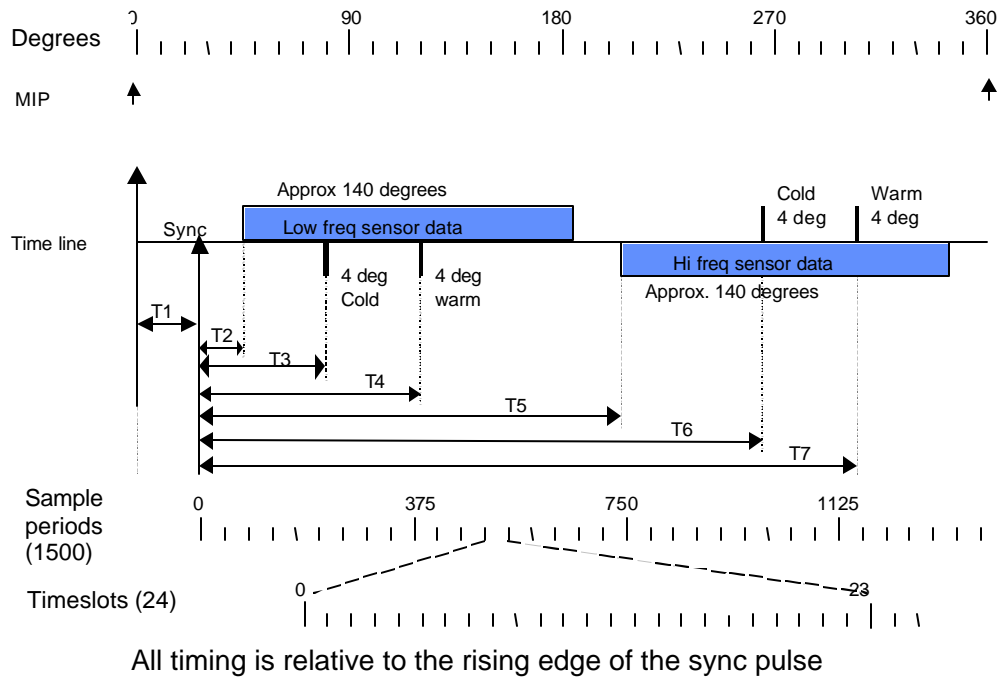 0 90 180 270 360
Degrees
MIP
Approx 140 degrees
Cold
4 deg
Warm
4 deg
Sync
Low freq sensor data
Time line
Hi freq sensor data
4 deg
Cold
4 deg
warm
Approx. 140 degrees
T1
T2
T3
T4
T5
T6
T7
Sample
periods
(1500)
0 375 750 1125
Timeslots (24)
0 23
All timing is relative to the rising edge of the sync pulse